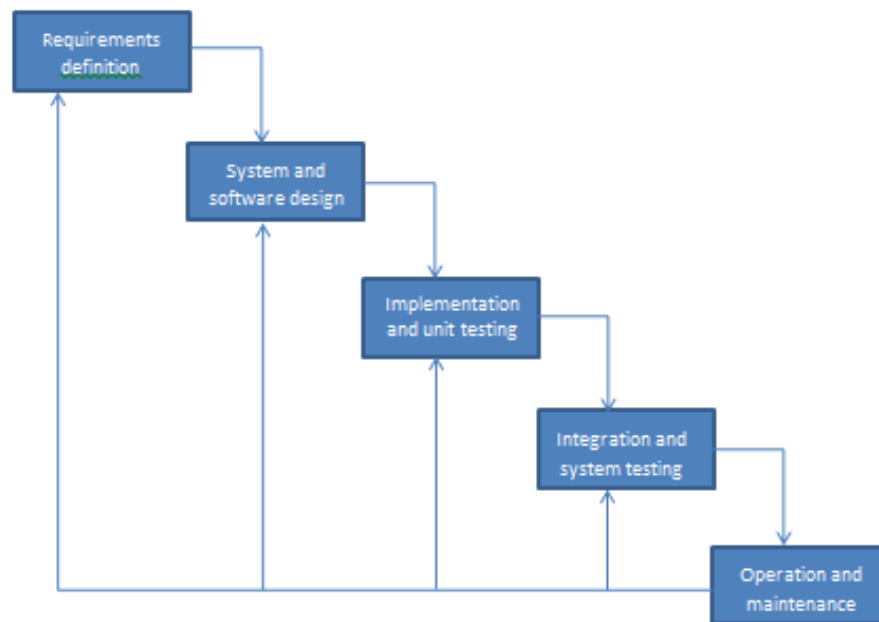 Requirements
definition
System and
software design
Implementation
and unit testing
Integration and
system testing
Operation and
maintenance